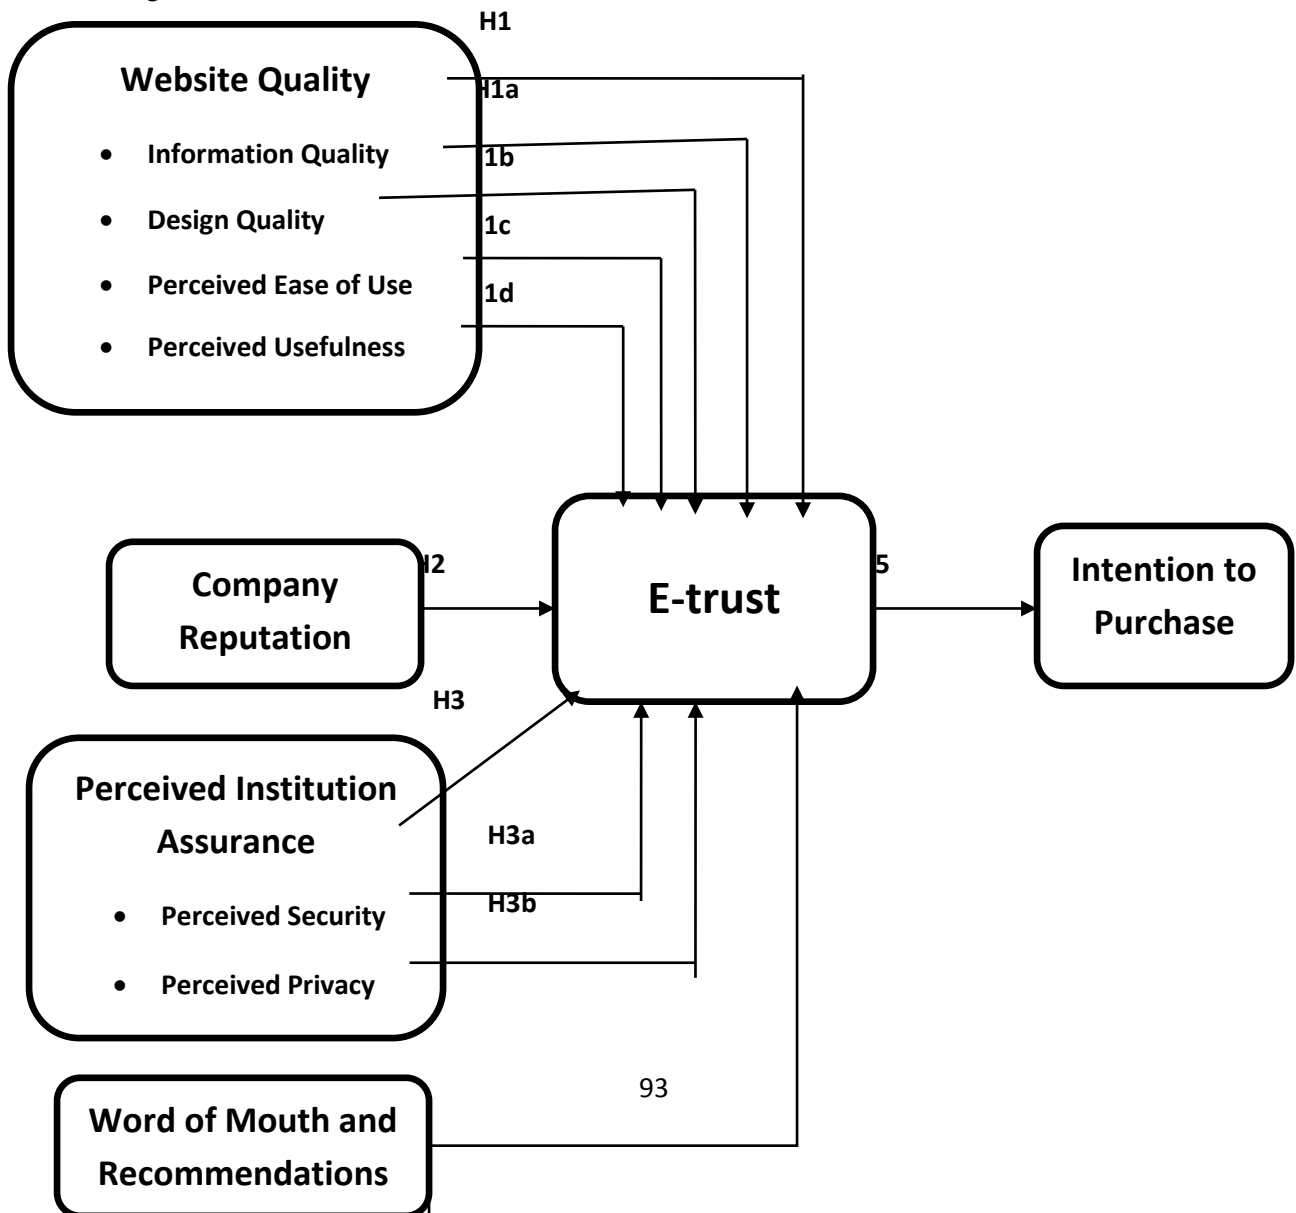 H1
Website Quality
H1a
• Information Quality
1b
• Design Quality
1c
• Perceived Ease of Use
1d
• Perceived Usefulness
Company
Reputation
H2
E-trust
5
Intention to
Purchase
H3
Perceived Institution
Assurance
H3a
• Perceived Security
H3b
• Perceived Privacy
93
Word of Mouth and
Recommendations